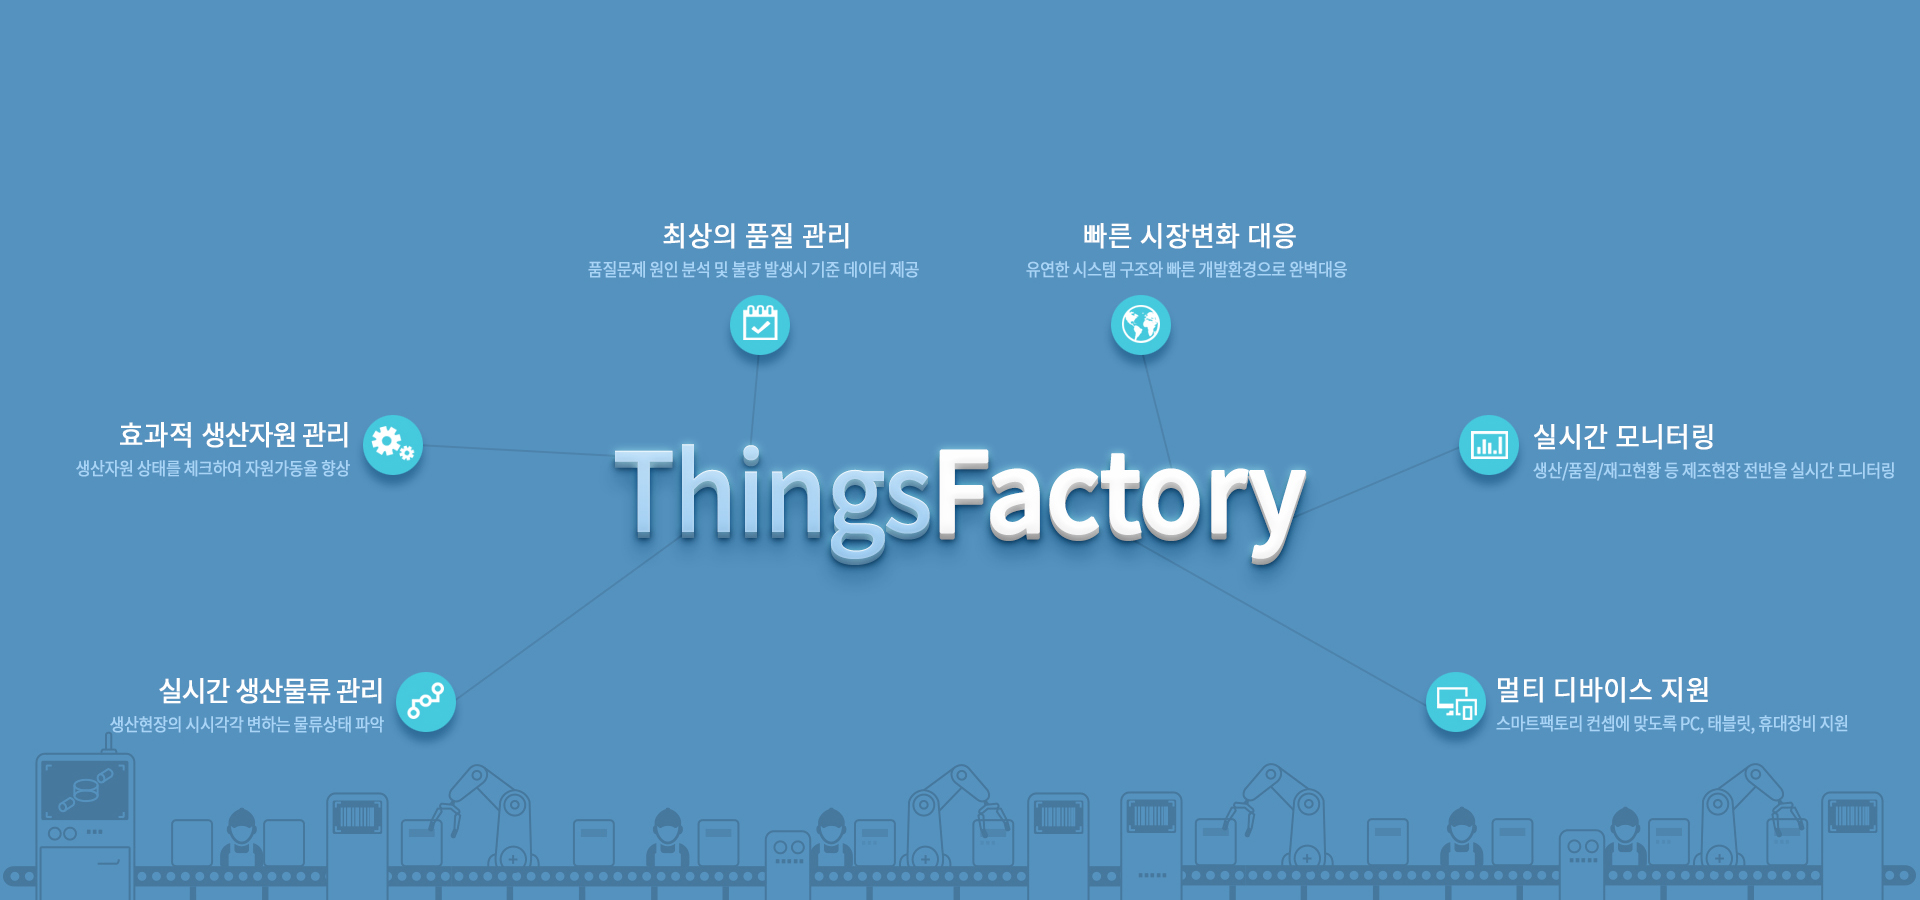 최상의 품질 관리
품질문제 원인 분석 및 불량 발생시 기준 데이터 제공
빠른 시장변화 대응
유연한 시스템 구조와 빠른 개발환경으로 완벽대응
효과적 생산자원 관리
생산자원 상태를 체크하여 자원가동율 향상
ThingsFactory
실시간 모니터링
생산/품질/재고현황 등 제조현장 전반을 실시간 모니터링
실시간 생산물류 관리
생산현장의 시시각각 변하는 물류상태 파악
멀티 디바이스 지원
스마트팩토리 컨셉에 맞도록 PC, 태블릿, 휴대장비 지원